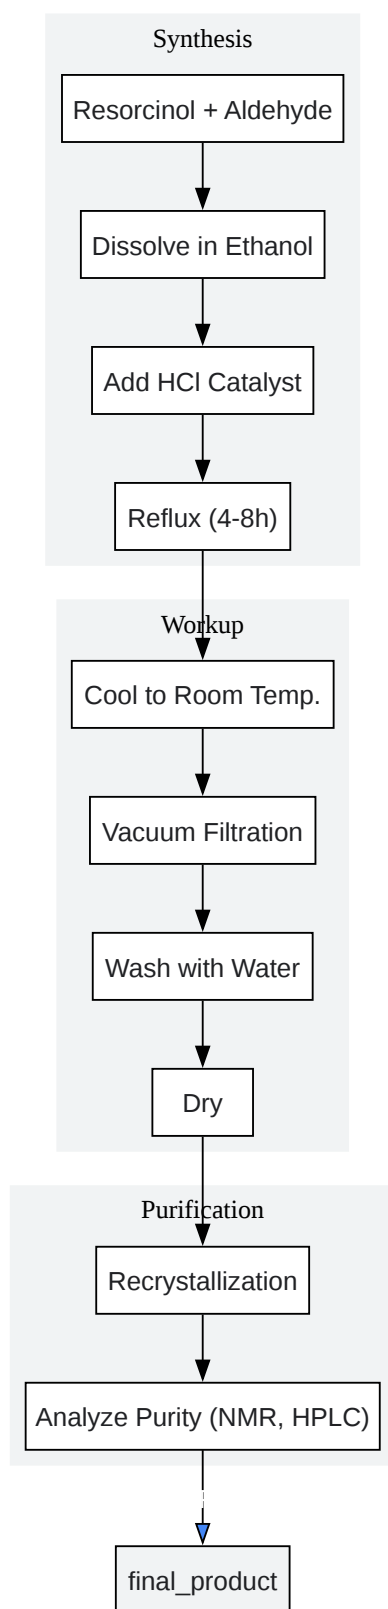 Synthesis
Resorcinol + Aldehyde
Dissolve in Ethanol
Add HCl Catalyst
Reflux (4-8h)
Workup
Cool to Room Temp.
Vacuum Filtration
Wash with Water
Dry
Purification
Recrystallization
Analyze Purity (NMR, HPLC)
final_product